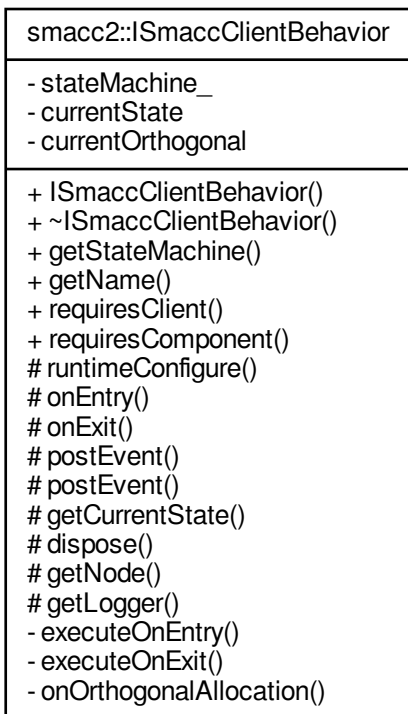 smacc2::ISmaccClientBehavior
- stateMachine_
- currentState
- currentOrthogonal
+ ISmaccClientBehavior()
+ ~ISmaccClientBehavior()
+ getStateMachine()
+ getName()
+ requiresClient()
+ requiresComponent()
# runtimeConfigure()
# onEntry()
# onExit()
# postEvent()
# postEvent()
# getCurrentState()
# dispose()
# getNode()
# getLogger()
- executeOnEntry()
- executeOnExit()
- onOrthogonalAllocation()